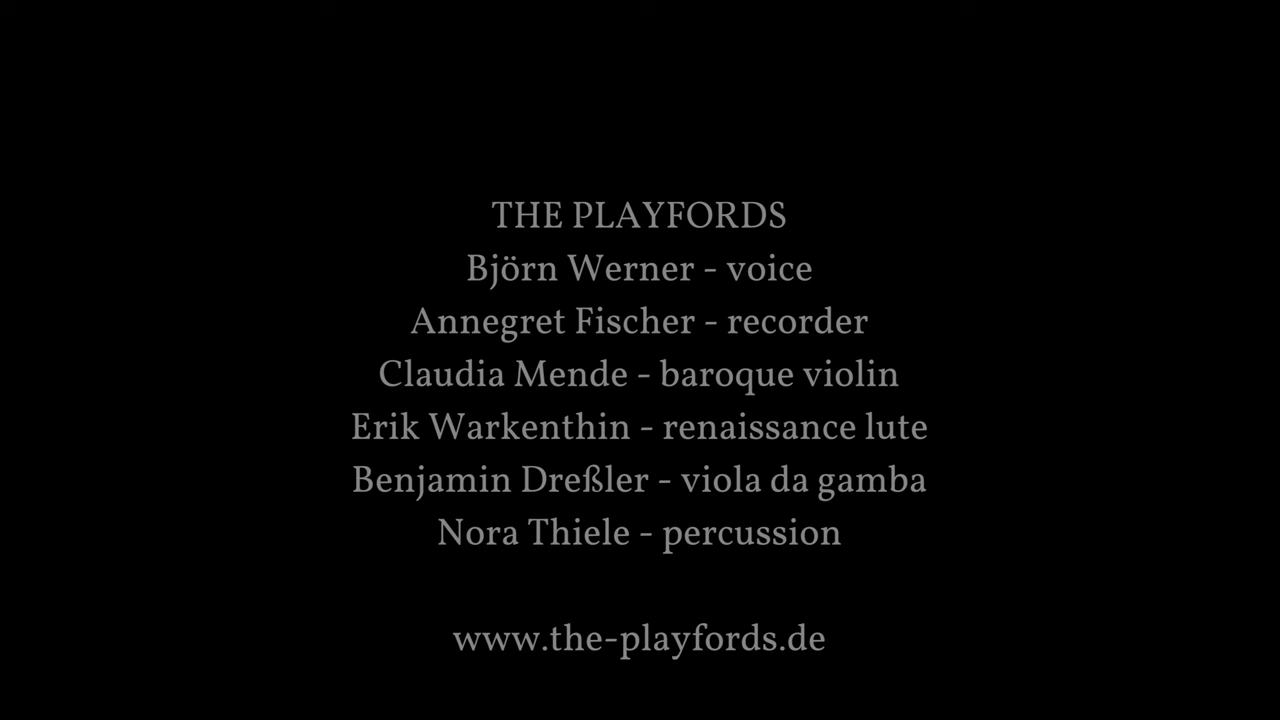 THE PLAYFORDS
Björn Werner - voice
Annegret Fischer - recorder
Claudia Mende - baroque violin
Erik Warkenthin - renaissance lute
Benjamin Dreßler - viola da gamba
Nora Thiele - percussion
www.the-playfords.de